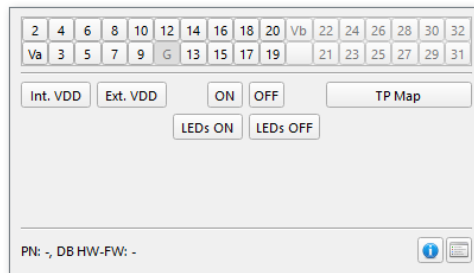 2 4 6 8 10 12 14 16 18 20 Vb 22 24 26 28 30 32
Va 3 5 7 9 G 13 15 17 19 21 23 25 27 29 31
Int. VDD Ext. VDD ON OFF TP Map
LEDs ON LEDs OFF
PN: -, DB HW-FW: -